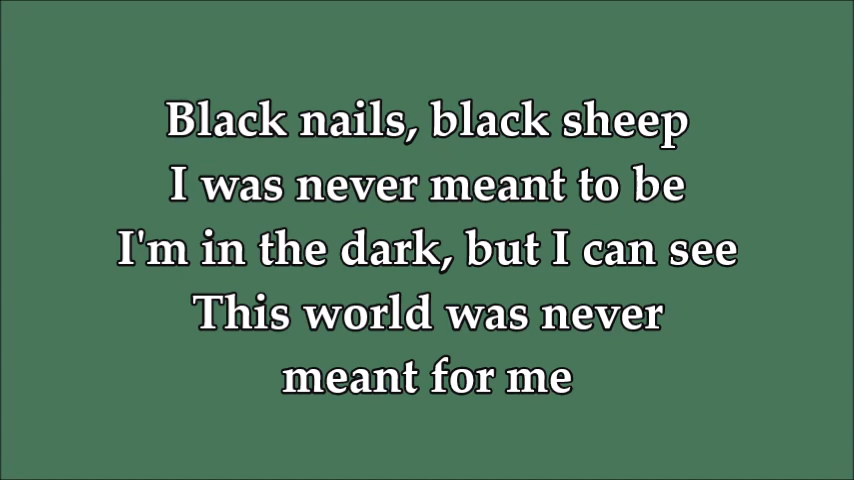 Black nails, black sheep
I was never meant to be
I'm in the dark, but I can see
This world was never
meant for me